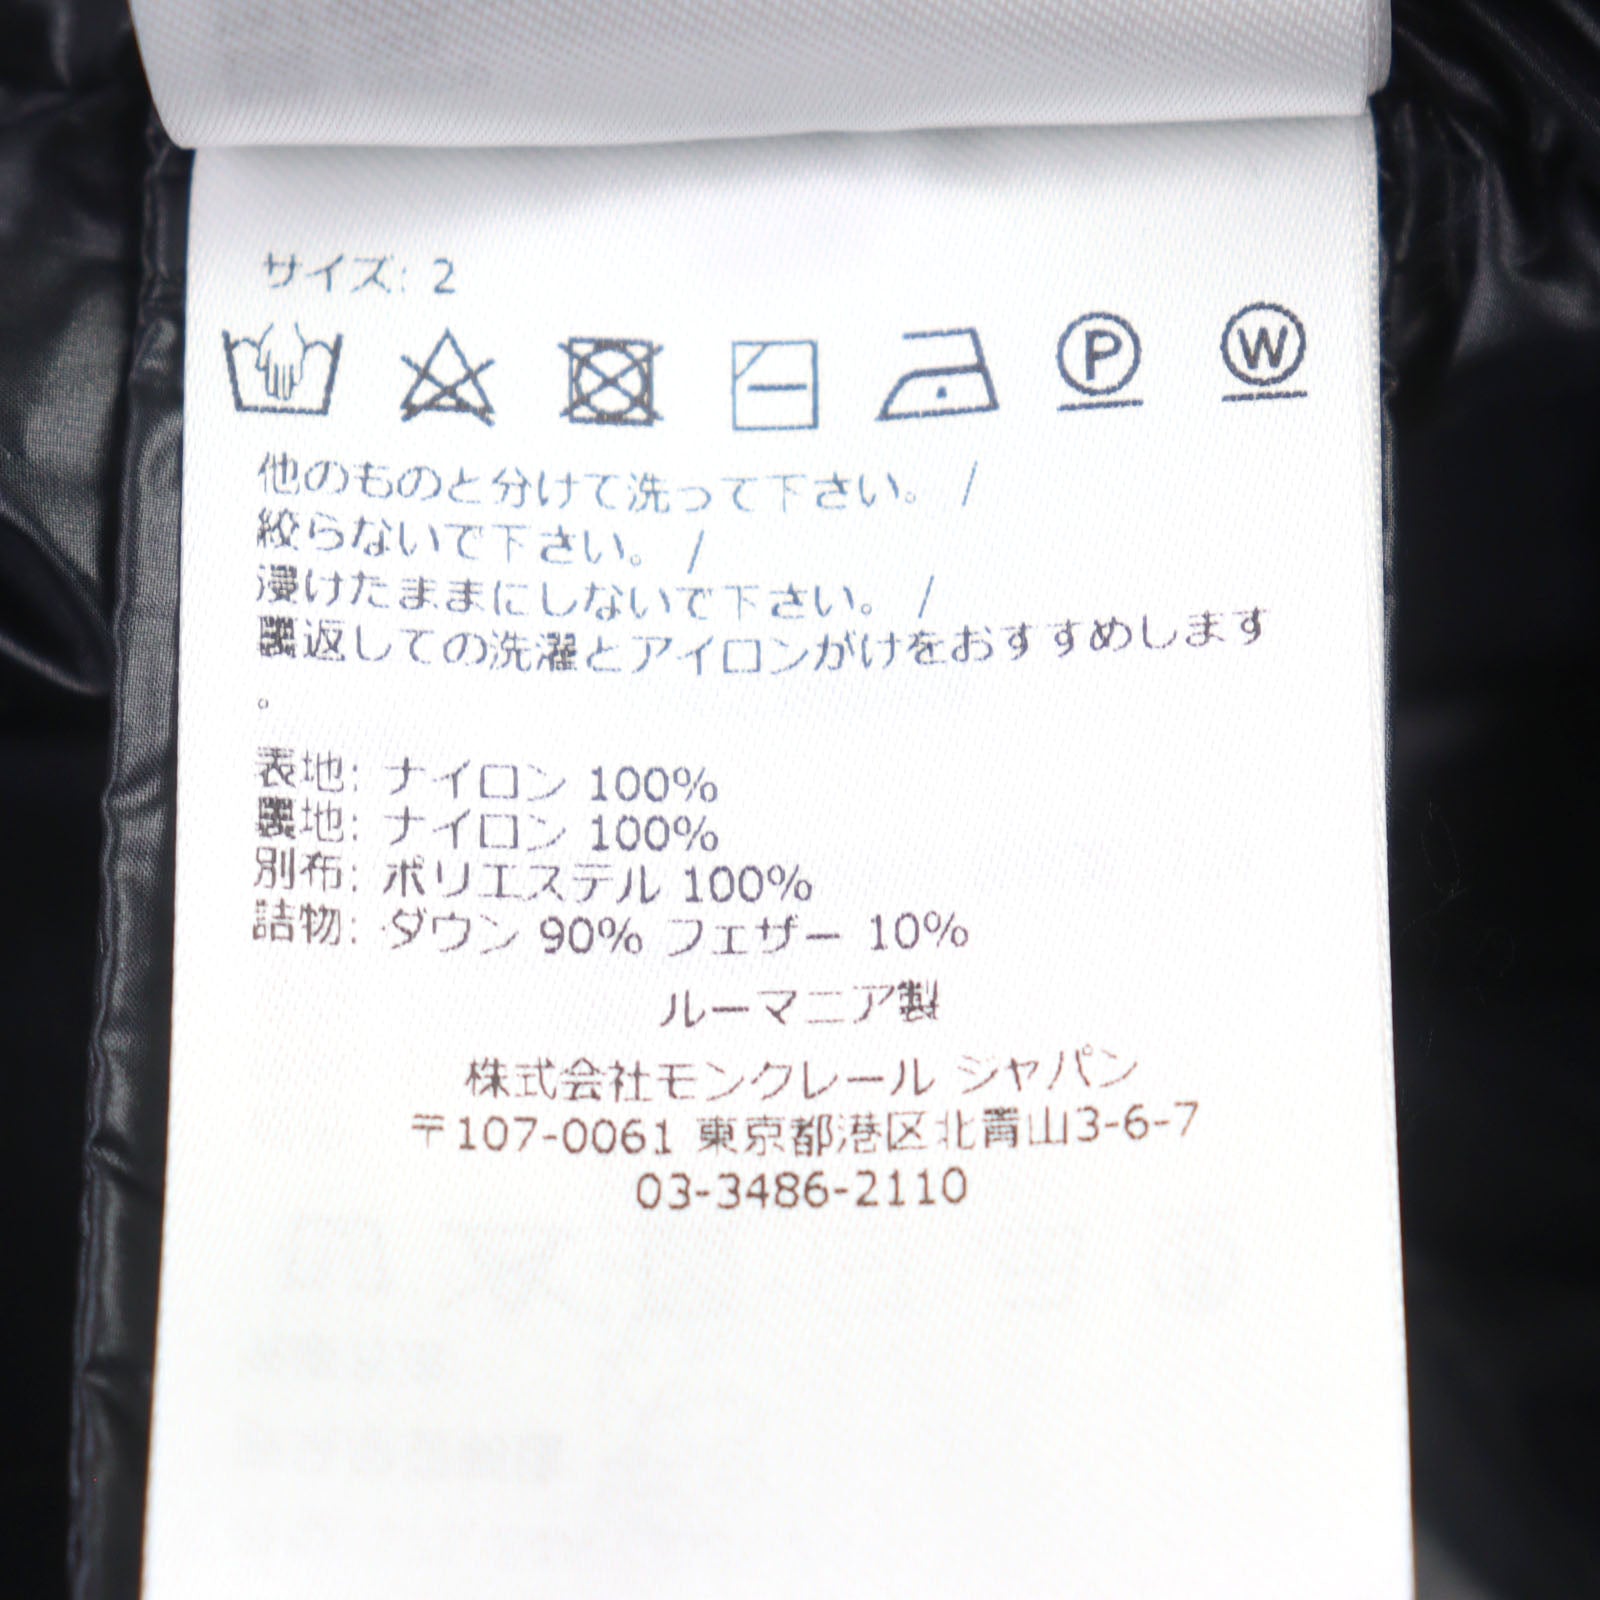 サイズ: 2
P W
他のものと分けて洗って下さい。 /
絞らないで下さい。 /
浸けたままにしないで下さい。 /
裏返しての洗濯とアイロンがけをおすすめします
。
表地: ナイロン 100%
裏地: ナイロン 100%
別布: ポリエステル 100%
詰物: ダウン 90% フェザー 10%
ルーマニア製
株式会社モンクレール ジャパン
〒107-0061 東京都港区北青山3-6-7
03-3486-2110